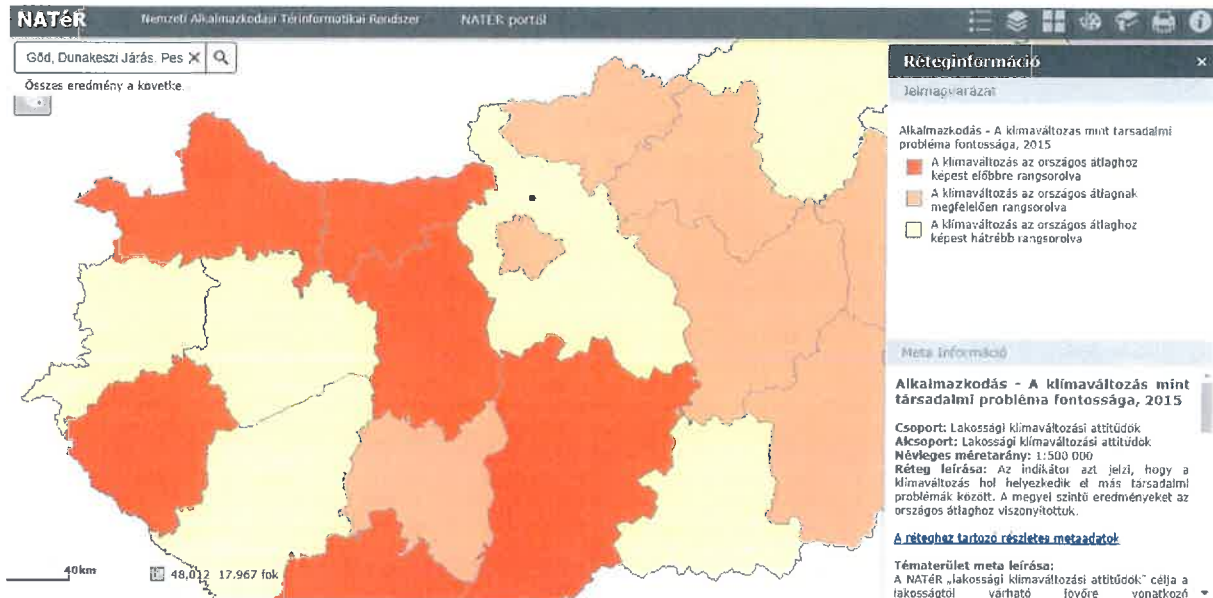 NATéR Nemzeti Alkalmazkodási Térinformatikai Rendszer NATéR portál
Göd, Dunakeszi Járás. Pes
Összes eredmény a követke.
40km
48,012 17.967 fok
Réteginformáció
Jelmagyarázat
Alkalmazkodás - A klímaváltozás mint társadalmi
probléma fontossága, 2015
A klímaváltozás az országos átlaghoz
képest előbbre rangsorolva
A klímaváltozás az országos átlagnak
megfelelően rangsorolva
A klímaváltozás az országos átlaghoz
képest hátrébb rangsorolva
Meta Információ
Alkalmazkodás - A klímaváltozás mint
társadalmi probléma fontossága, 2015
Csoport: Lakossági klímaváltozási attitűdök
Alcsoport: Lakossági klímaváltozási attitűdök
Névleges méretarány: 1:500 000
Réteg leírása: Az indikátor azt jelzi, hogy a
klímaváltozás hol helyezkedik el más társadalmi
problémák között. A megyei szintű eredményeket az
országos átlaghoz viszonyítottuk.
A réteghez tartozó részletes metaadatok
Tématerület meta leírása:
A NATéR „lakossági klímaváltozási attitűdök" célja a
lakosságtól várható jövőre vonatkozó